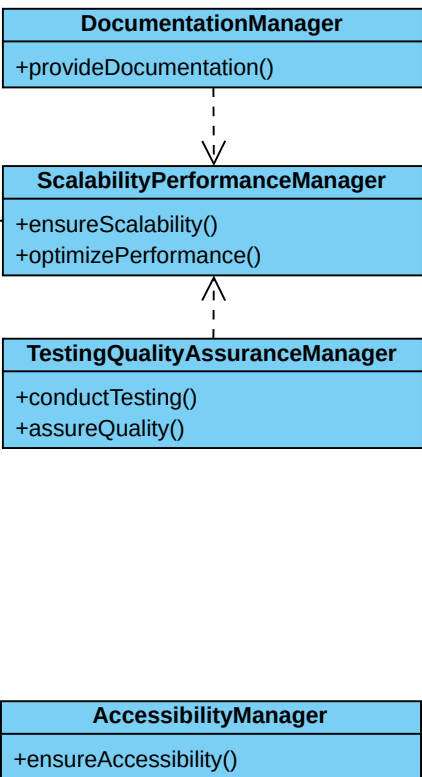 DocumentationManager
+provideDocumentation()
ScalabilityPerformanceManager
+ensureScalability()
+optimizePerformance()
TestingQualityAssuranceManager
+conductTesting()
+assureQuality()
AccessibilityManager
+ensureAccessibility()